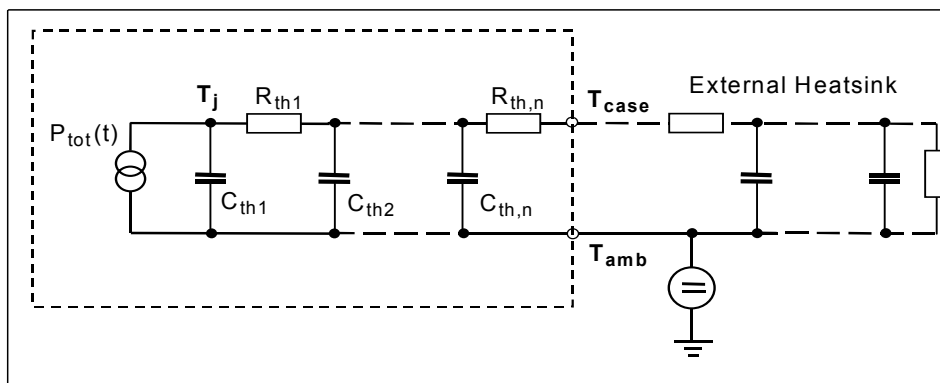 External Heatsink
T_j
R_th1
R_th,n
T_case
P_tot(t)
C_th1
C_th2
C_th,n
T_amb